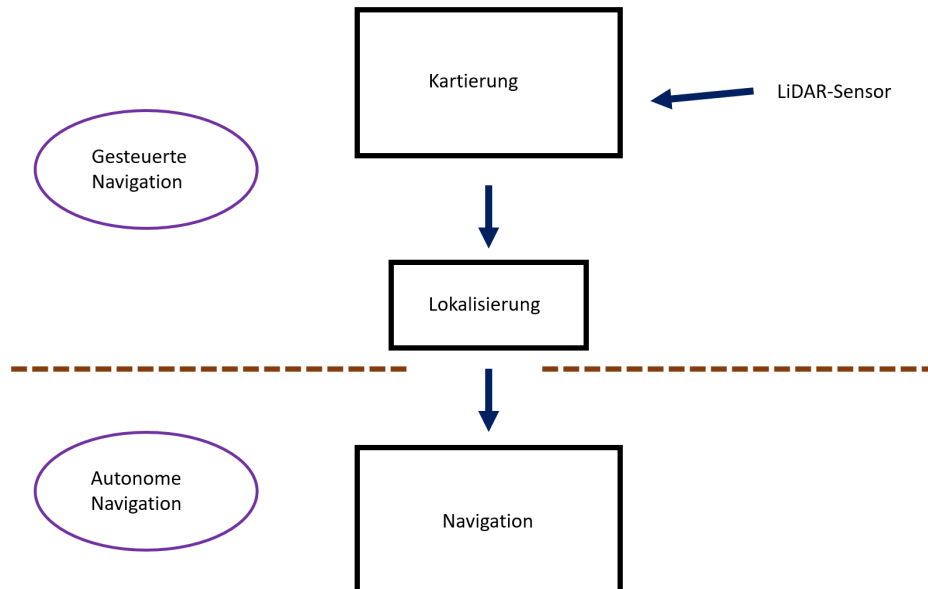 Kartierung
LiDAR-Sensor
Gesteuerte
Navigation
Lokalisierung
Autonome
Navigation
Navigation